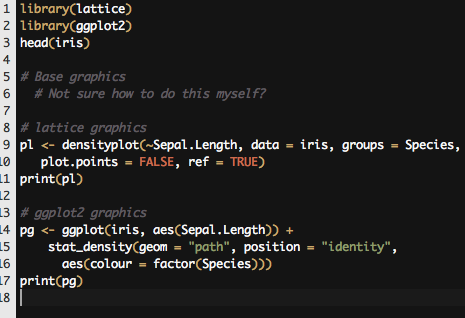 1 library(lattice)
2 library(ggplot2)
3 head(iris)
4
5 # Base graphics
6   # Not sure how to do this myself?
7
8 # lattice graphics
9 pl <- densityplot(~Sepal.Length, data = iris, groups = Species,
10    plot.points = FALSE, ref = TRUE)
11 print(pl)
12
13 # ggplot2 graphics
14 pg <- ggplot(iris, aes(Sepal.Length)) +
15     stat_density(geom = "path", position = "identity",
16       aes(colour = factor(Species)))
17 print(pg)
18